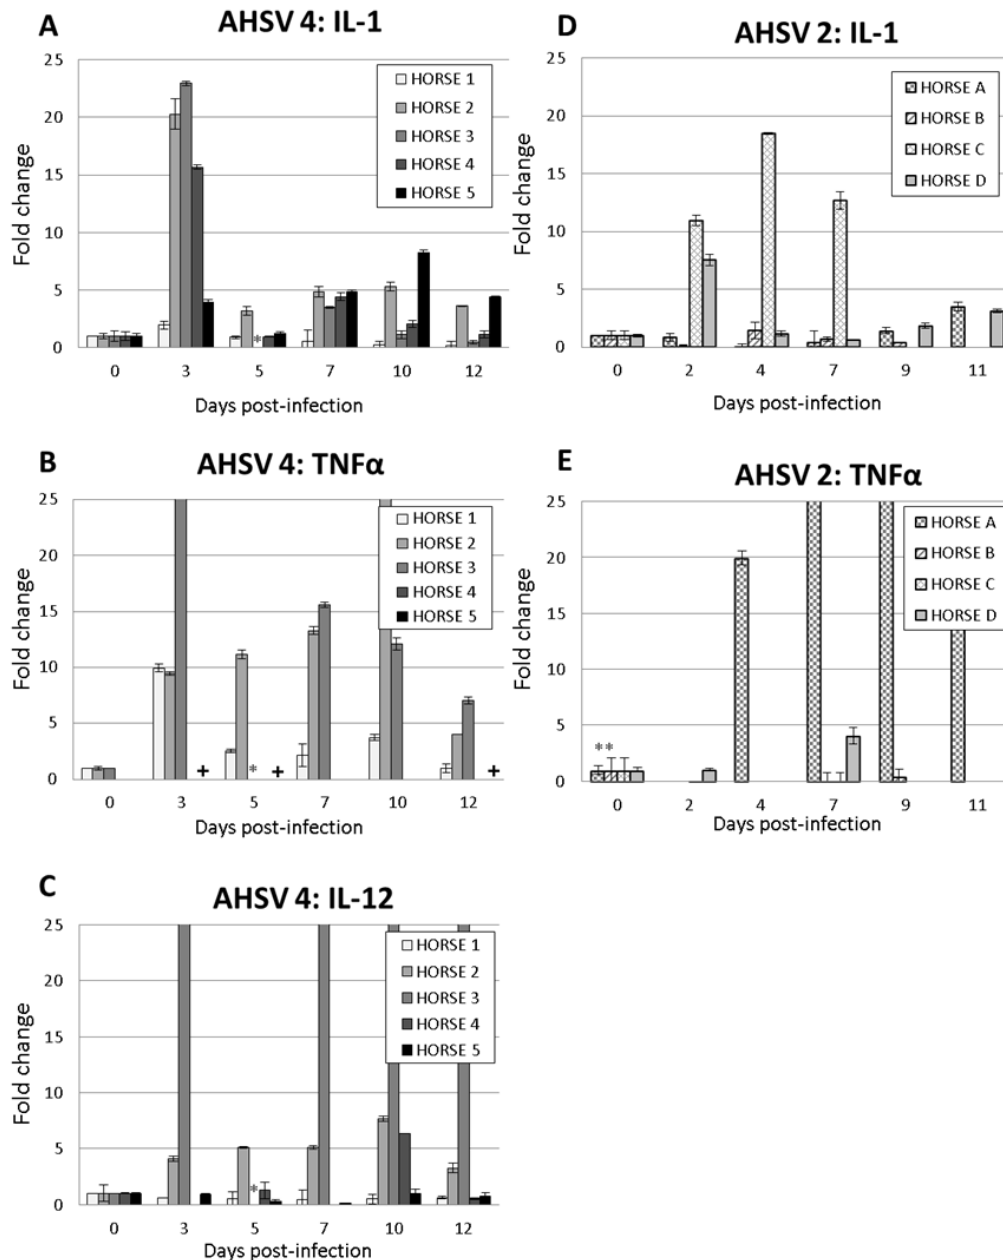 A
AHSV 4: IL-1
Fold change
25
20
15
10
5
0
HORSE 1
HORSE 2
HORSE 3
HORSE 4
HORSE 5
*
0 3 5 7 10 12
Days post-infection
D
AHSV 2: IL-1
Fold change
25
20
15
10
5
0
HORSE A
HORSE B
HORSE C
HORSE D
0 2 4 7 9 11
Days post-infection
B
AHSV 4: TNFα
Fold change
25
20
15
10
5
0
HORSE 1
HORSE 2
HORSE 3
HORSE 4
HORSE 5
+ * + +
0 3 5 7 10 12
Days post-infection
E
AHSV 2: TNFα
Fold change
25
20
15
10
5
0
HORSE A
HORSE B
HORSE C
HORSE D
**
0 2 4 7 9 11
Days post-infection
C
AHSV 4: IL-12
Fold change
25
20
15
10
5
0
HORSE 1
HORSE 2
HORSE 3
HORSE 4
HORSE 5
*
0 3 5 7 10 12
Days post-infection